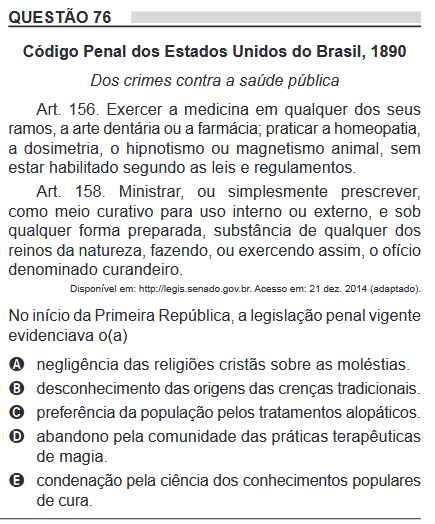 QUESTÃO 76
Código Penal dos Estados Unidos do Brasil, 1890
Dos crimes contra a saúde pública
Art. 156. Exercer a medicina em qualquer dos seus
ramos, a arte dentária ou a farmácia; praticar a homeopatia,
a dosimetria, o hipnotismo ou magnetismo animal, sem
estar habilitado segundo as leis e regulamentos.
Art. 158. Ministrar, ou simplesmente prescrever,
como meio curativo para uso interno ou externo, e sob
qualquer forma preparada, substância de qualquer dos
reinos da natureza, fazendo, ou exercendo assim, o ofício
denominado curandeiro.
Disponível em: http://legis.senado.gov.br. Acesso em: 21 dez. 2014 (adaptado).
No início da Primeira República, a legislação penal vigente
evidenciava o(a)
A negligência das religiões cristãs sobre as moléstias.
B desconhecimento das origens das crenças tradicionais.
C preferência da população pelos tratamentos alopáticos.
D abandono pela comunidade das práticas terapêuticas
de magia.
E condenação pela ciência dos conhecimentos populares
de cura.